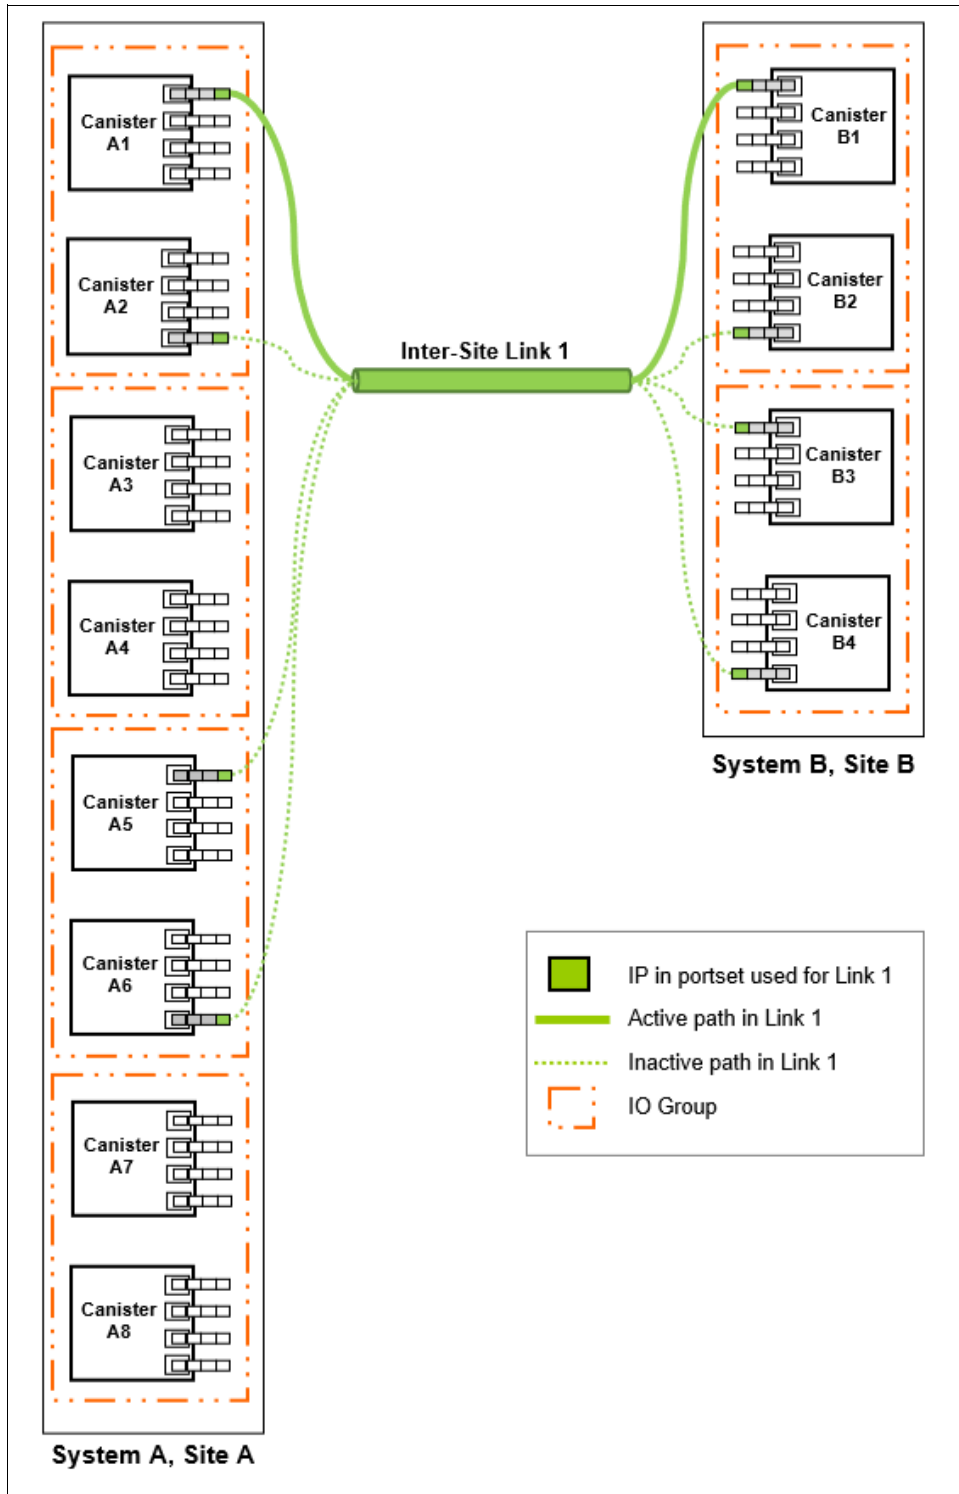 Canister
A1
Canister
A2
Canister
A3
Canister
A4
Canister
A5
Canister
A6
Canister
A7
Canister
A8
System A, Site A
Inter-Site Link 1
Canister
B1
Canister
B2
Canister
B3
Canister
B4
System B, Site B
IP in portset used for Link 1
Active path in Link 1
Inactive path in Link 1
IO Group